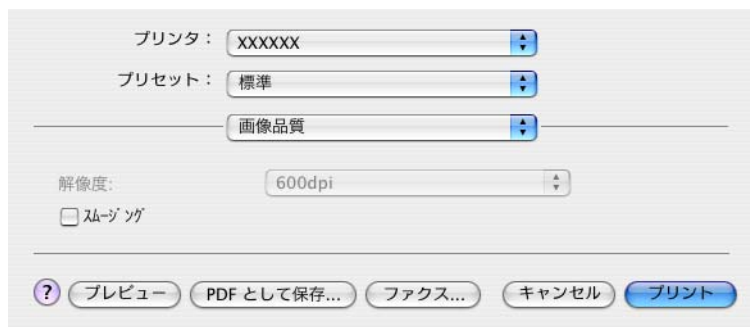 プリンタ： XXXXXX
プリセット： 標準
画像品質
解像度: 600dpi
ｽﾑｰｼﾞﾝｸﾞ
? プレビュー PDF として保存... ファクス... キャンセル プリント